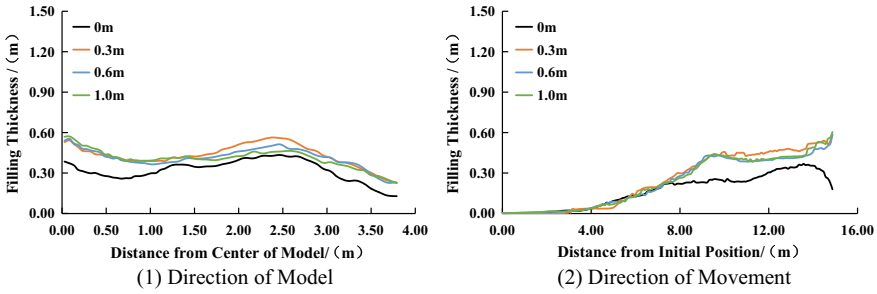 1.50
1.20
0.90
0.60
0.30
0.00
Filling Thickness /（m）
0m
0.3m
0.6m
1.0m
0.00 0.50 1.00 1.50 2.00 2.50 3.00 3.50 4.00
Distance from Center of Model/（m）
(1) Direction of Model
1.50
1.20
0.90
0.60
0.30
0.00
Filling Thickness /（m）
0m
0.3m
0.6m
1.0m
0.00 4.00 8.00 12.00 16.00
Distance from Initial Position/（m）
(2) Direction of Movement